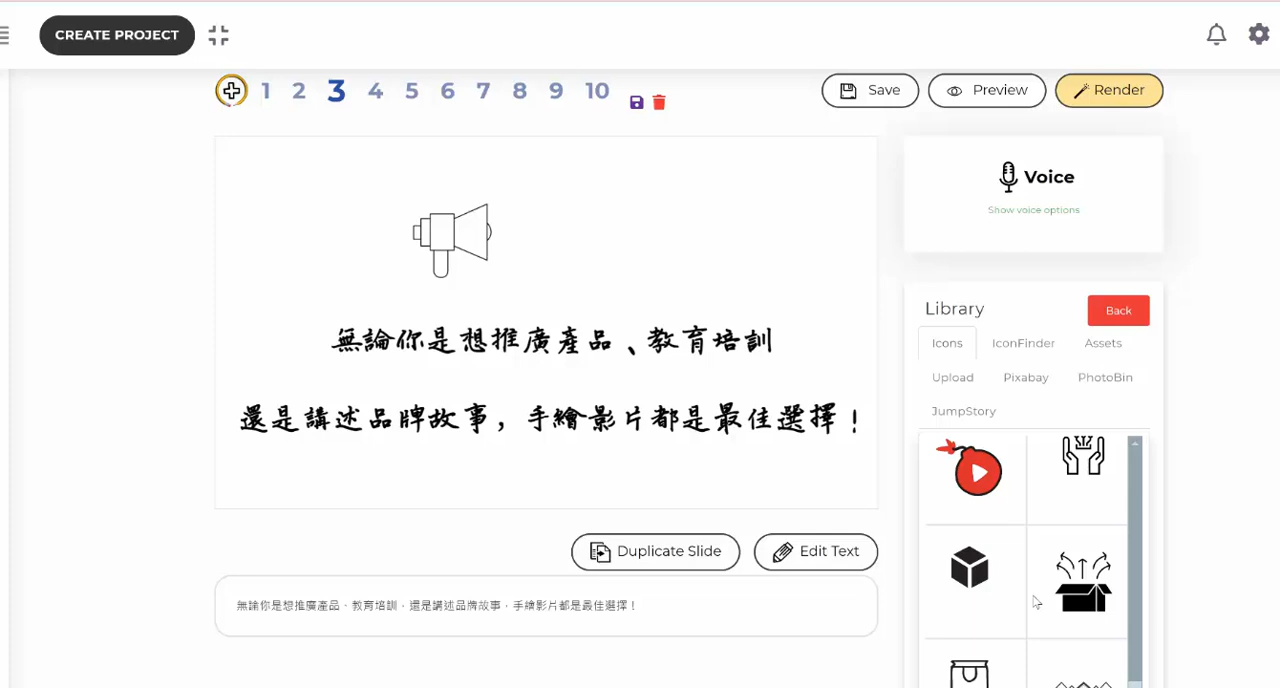 CREATE PROJECT
1 2 3 4 5 6 7 8 9 10
Save
Preview
Render
無論你是想推廣產品、教育培訓
還是講述品牌故事，手繪影片都是最佳選擇！
Voice
Show voice options
Library
Back
Icons
IconFinder
Assets
Upload
Pixabay
PhotoBin
JumpStory
Duplicate Slide
Edit Text
無論你是想推廣產品、教育培訓，還是講述品牌故事，手繪影片都是最佳選擇！